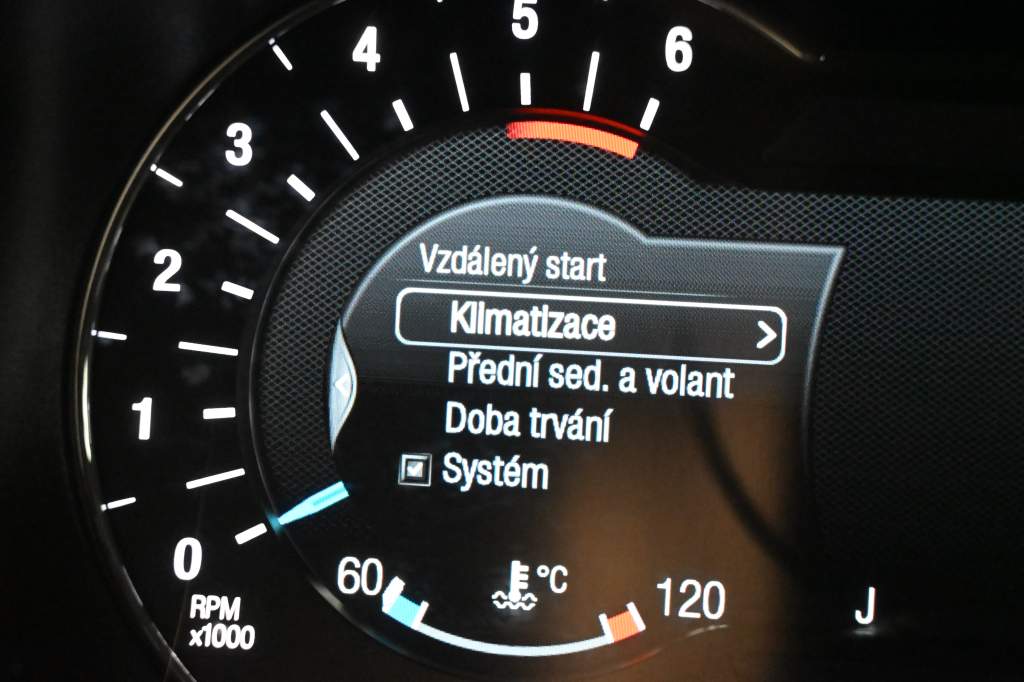 5
4
6
3
2
1
0
RPM
x1000
Vzdálený start
Klimatizace
Přední sed. a volant
Doba trvání
Systém
60
°C
120
J